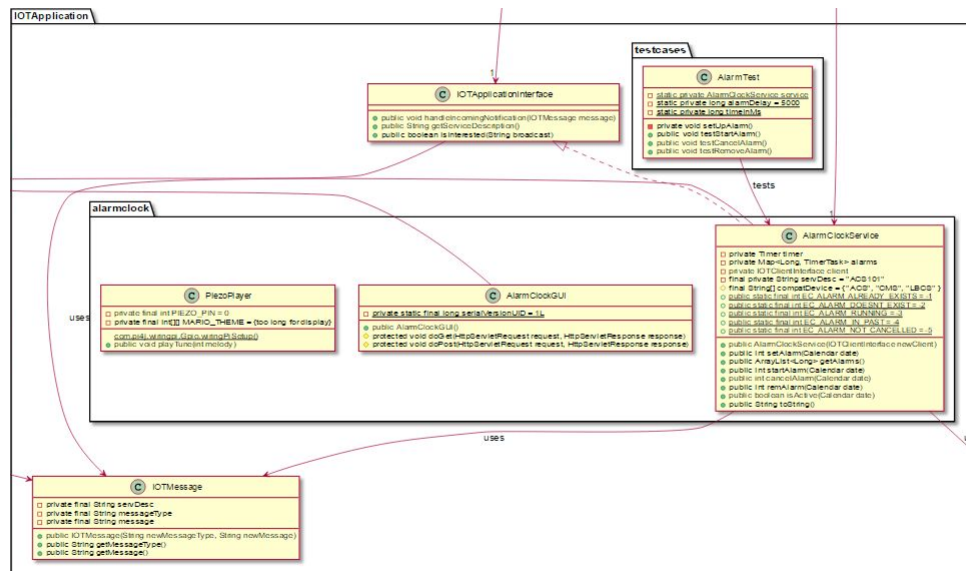 IOTApplication
testcases
C AlarmTest
static private AlarmClockService service
static private long alarmDelay = 5000
static private long timeInMs
private void setUpAlarm()
public void testStartAlarm()
public void testCancelAlarm()
public void testRemoveAlarm()
1
C IOTApplicationInterface
public void handleIncomingNotification(IOTMessage message)
public String getServiceDescription()
public boolean isInterested(String broadcast)
tests
1
alarmclock
C AlarmClockService
private Timer timer
private Map<Long, TimerTask> alarms
private IOTClientInterface client
final private String servDesc = "ACS101"
final String[] compatDevice = {"ACS", "CMS", "LBCS" }
public static final int EC_ALARM_ALREADY_EXISTS = -1
public static final int EC_ALARM_DOESNT_EXIST = -2
public static final int EC_ALARM_RUNNING = -3
public static final int EC_ALARM_IN_PAST = -4
public static final int EC_ALARM_NOT_CANCELLED = -5
public AlarmClockService(IOTClientInterface newClient)
public int setAlarm(Calendar date)
public ArrayList<Long> getAlarms()
public int startAlarm(Calendar date)
public int cancelAlarm(Calendar date)
public int remAlarm(Calendar date)
public boolean isActive(Calendar date)
public String toString()
C PiezoPlayer
private final int PIEZO_PIN = 0
private final int[][] MARIO_THEME = {too long for display}
com.pi4j.wiringpi.Gpio.wiringPiSetup()
public void playTune(int melody)
C AlarmClockGUI
private static final long serialVersionUID = 1L
public AlarmClockGUI()
protected void doGet(HttpServletRequest request, HttpServletResponse response)
protected void doPost(HttpServletRequest request, HttpServletResponse response)
uses
uses
C IOTMessage
private final String servDesc
private final String messageType
private final String message
public IOTMessage(String newMessageType, String newMessage)
public String getMessageType()
public String getMessage()